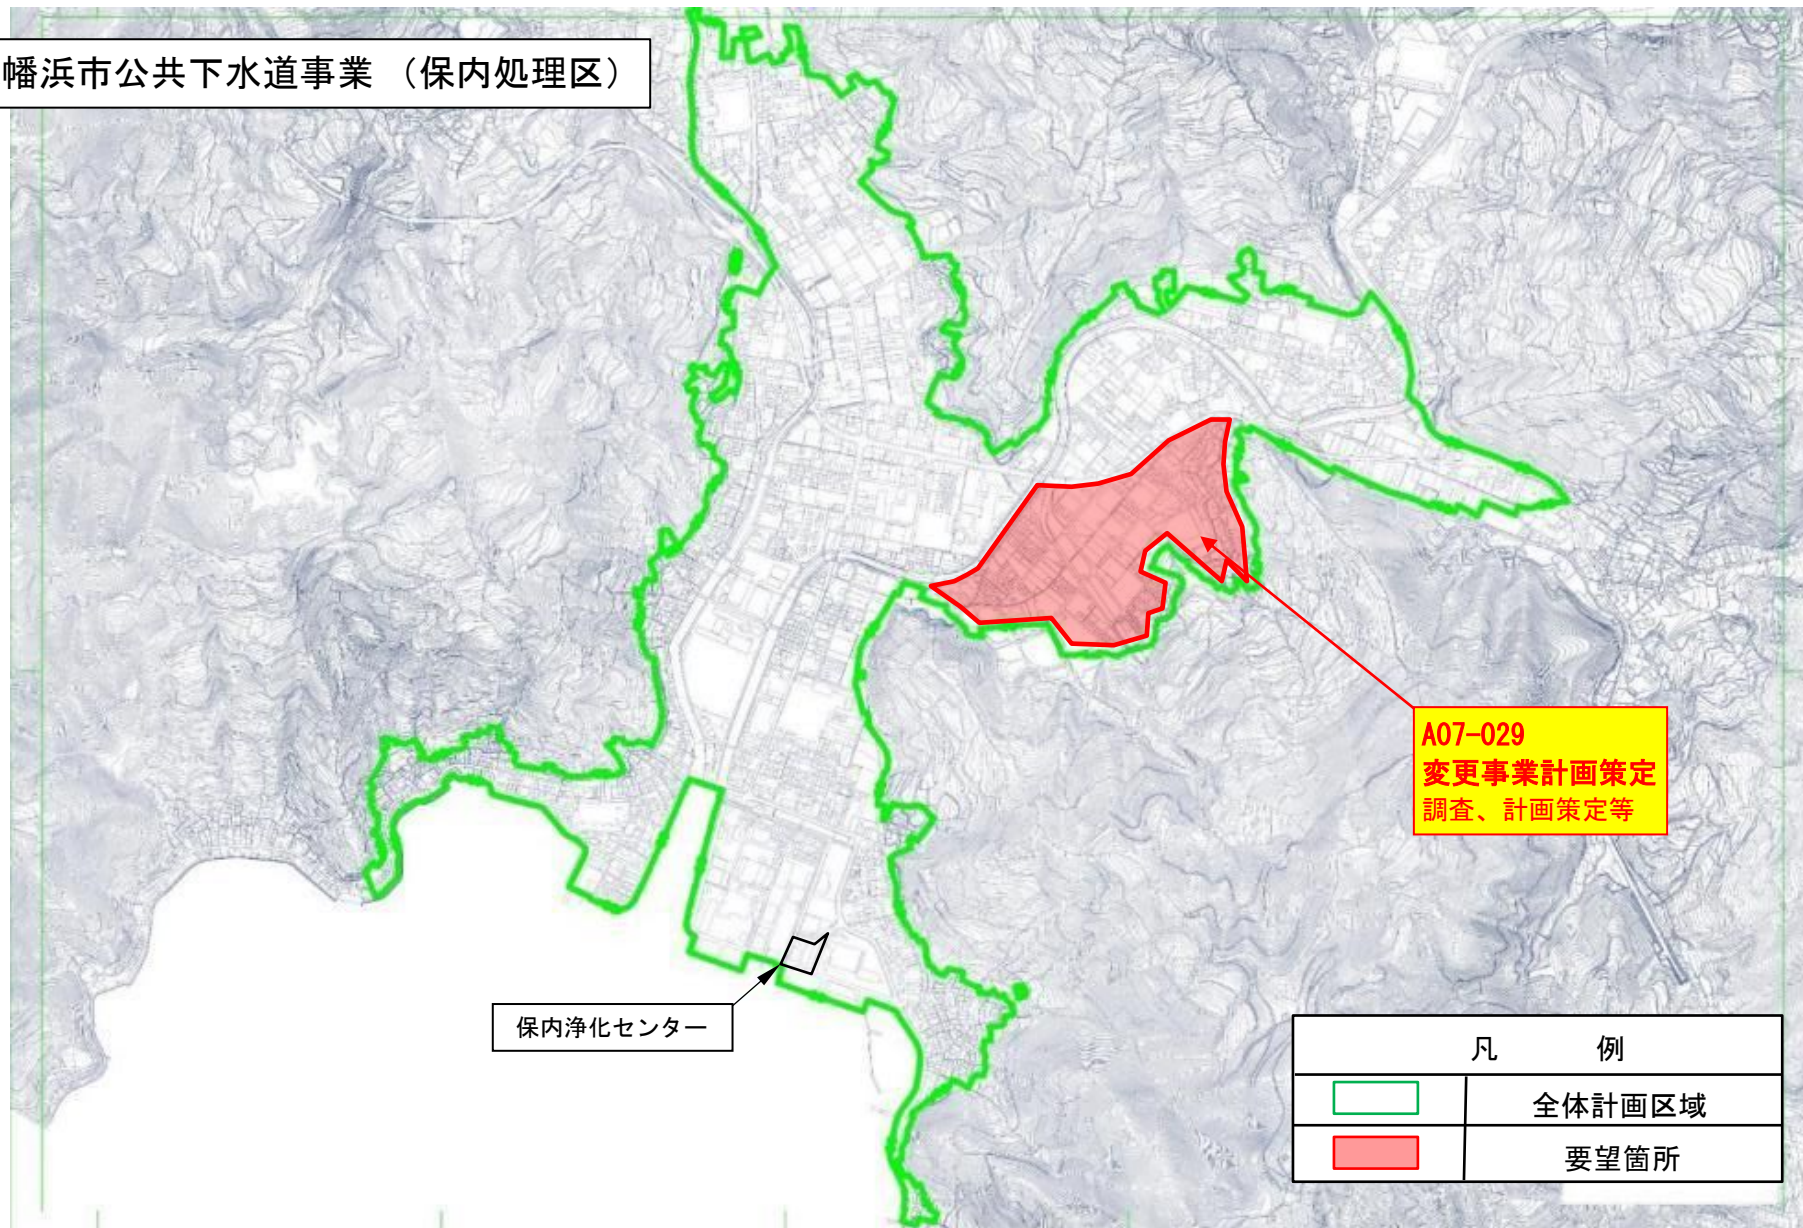 幡浜市公共下水道事業 （保内処理区）
A07-029
変更事業計画策定
調査、計画策定等
保内浄化センター
凡 例
全体計画区域
要望箇所